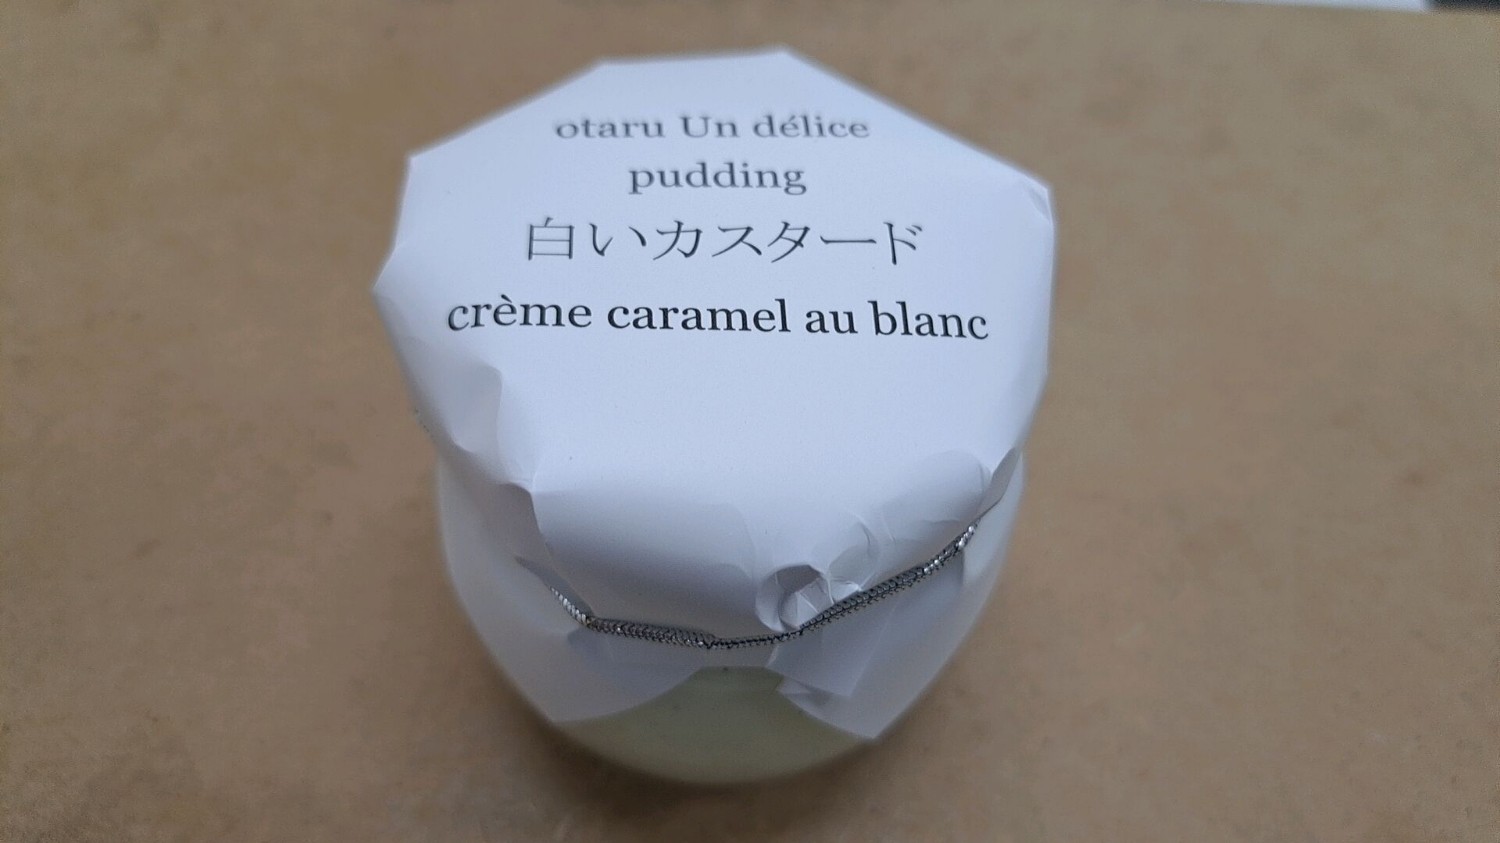 otaru Un délice
pudding
白いカスタード
crème caramel au blanc